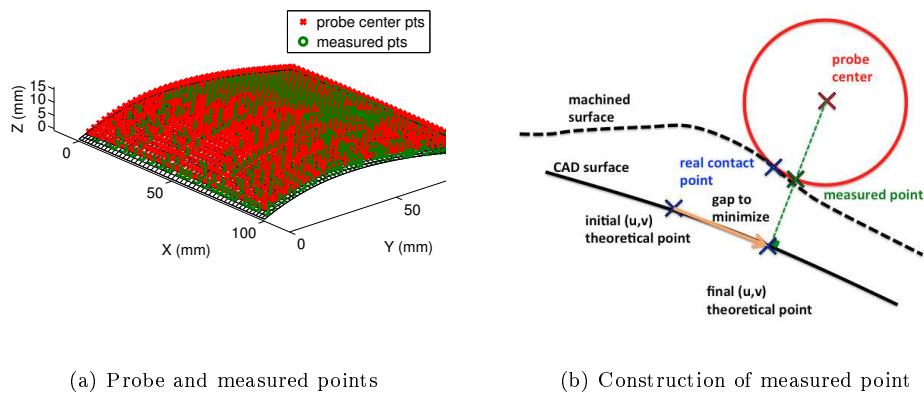 probe center pts
measured pts
Z (mm)
15
10
5
0
0
50
100
X (mm)
0
50
Y (mm)
(a) Probe and measured points
probe
center
machined
surface
CAD surface
real contact
point
measured point
gap to
minimize
initial (u,v)
theoretical point
final (u,v)
theoretical point
(b) Construction of measured point